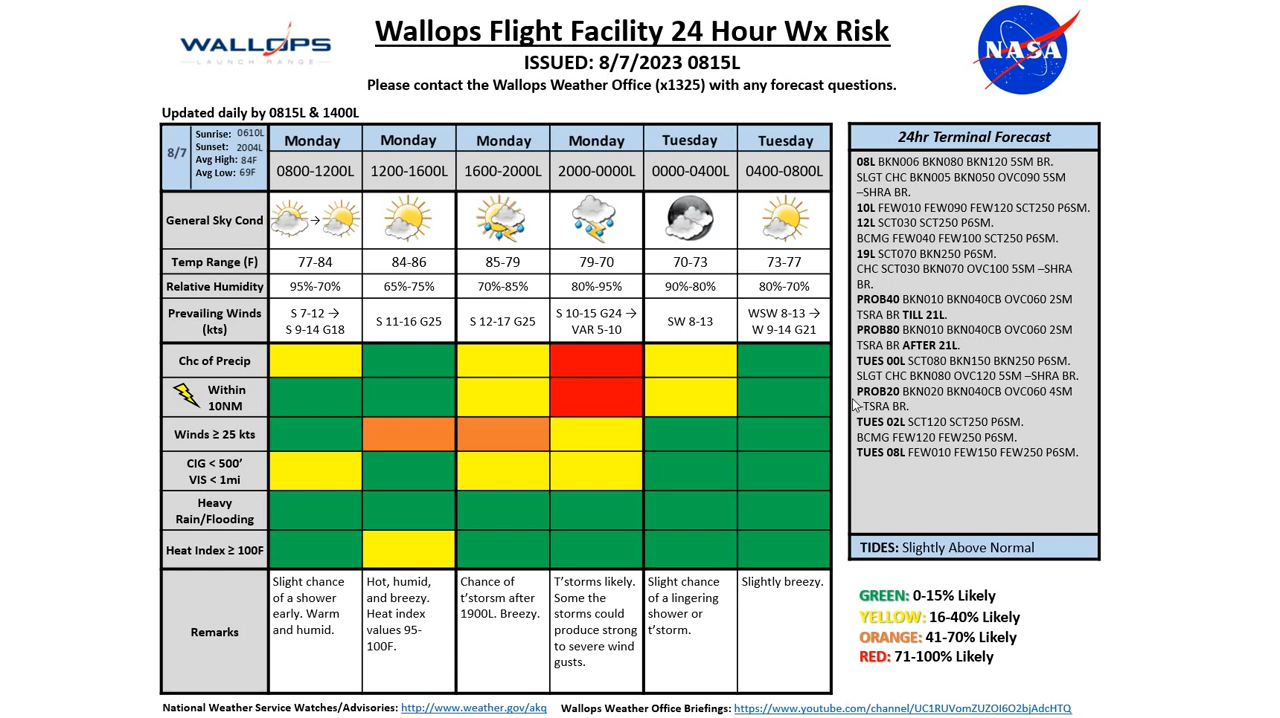 WALLOPS
LAUNCH RANGE
Wallops Flight Facility 24 Hour Wx Risk
ISSUED: 8/7/2023 0815L
Please contact the Wallops Weather Office (x1325) with any forecast questions.
NASA
Updated daily by 0815L & 1400L
8/7
Sunrise: 0610L
Sunset: 2004L
Avg High: 84F
Avg Low: 69F
Monday Monday Monday Monday Tuesday Tuesday
0800-1200L 1200-1600L 1600-2000L 2000-0000L 0000-0400L 0400-0800L
General Sky Cond
Temp Range (F) 77-84 84-86 85-79 79-70 70-73 73-77
Relative Humidity 95%-70% 65%-75% 70%-85% 80%-95% 90%-80% 80%-70%
Prevailing Winds
(kts)
S 7-12 →
S 9-14 G18
S 11-16 G25
S 12-17 G25
S 10-15 G24 →
VAR 5-10
SW 8-13
WSW 8-13 →
W 9-14 G21
Chc of Precip
Within
10NM
Winds ≥ 25 kts
CIG < 500’
VIS < 1mi
Heavy
Rain/Flooding
Heat Index ≥ 100F
Remarks
Slight chance
of a shower
early. Warm
and humid.
Hot, humid,
and breezy.
Heat index
values 95-
100F.
Chance of
t’storsm after
1900L. Breezy.
T’storms likely.
Some the
storms could
produce strong
to severe wind
gusts.
Slight chance
of a lingering
shower or
t’storm.
Slightly breezy.
24hr Terminal Forecast
08L BKN006 BKN080 BKN120 5SM BR.
SLGT CHC BKN005 BKN050 OVC090 5SM
–SHRA BR.
10L FEW010 FEW090 FEW120 SCT250 P6SM.
12L SCT030 SCT250 P6SM.
BCMG FEW040 FEW100 SCT250 P6SM.
19L SCT070 BKN250 P6SM.
CHC SCT030 BKN070 OVC100 5SM –SHRA
BR.
PROB40 BKN010 BKN040CB OVC060 2SM
TSRA BR TILL 21L.
PROB80 BKN010 BKN040CB OVC060 2SM
TSRA BR AFTER 21L.
TUES 00L SCT080 BKN150 BKN250 P6SM.
SLGT CHC BKN080 OVC120 5SM –SHRA BR.
PROB20 BKN020 BKN040CB OVC060 4SM
–TSRA BR.
TUES 02L SCT120 SCT250 P6SM.
BCMG FEW120 FEW250 P6SM.
TUES 08L FEW010 FEW150 FEW250 P6SM.
TIDES: Slightly Above Normal
GREEN: 0-15% Likely
YELLOW: 16-40% Likely
ORANGE: 41-70% Likely
RED: 71-100% Likely
National Weather Service Watches/Advisories: http://www.weather.gov/akq Wallops Weather Office Briefings: https://www.youtube.com/channel/UC1RUVomZUZOI6O2bjAdcHTQ